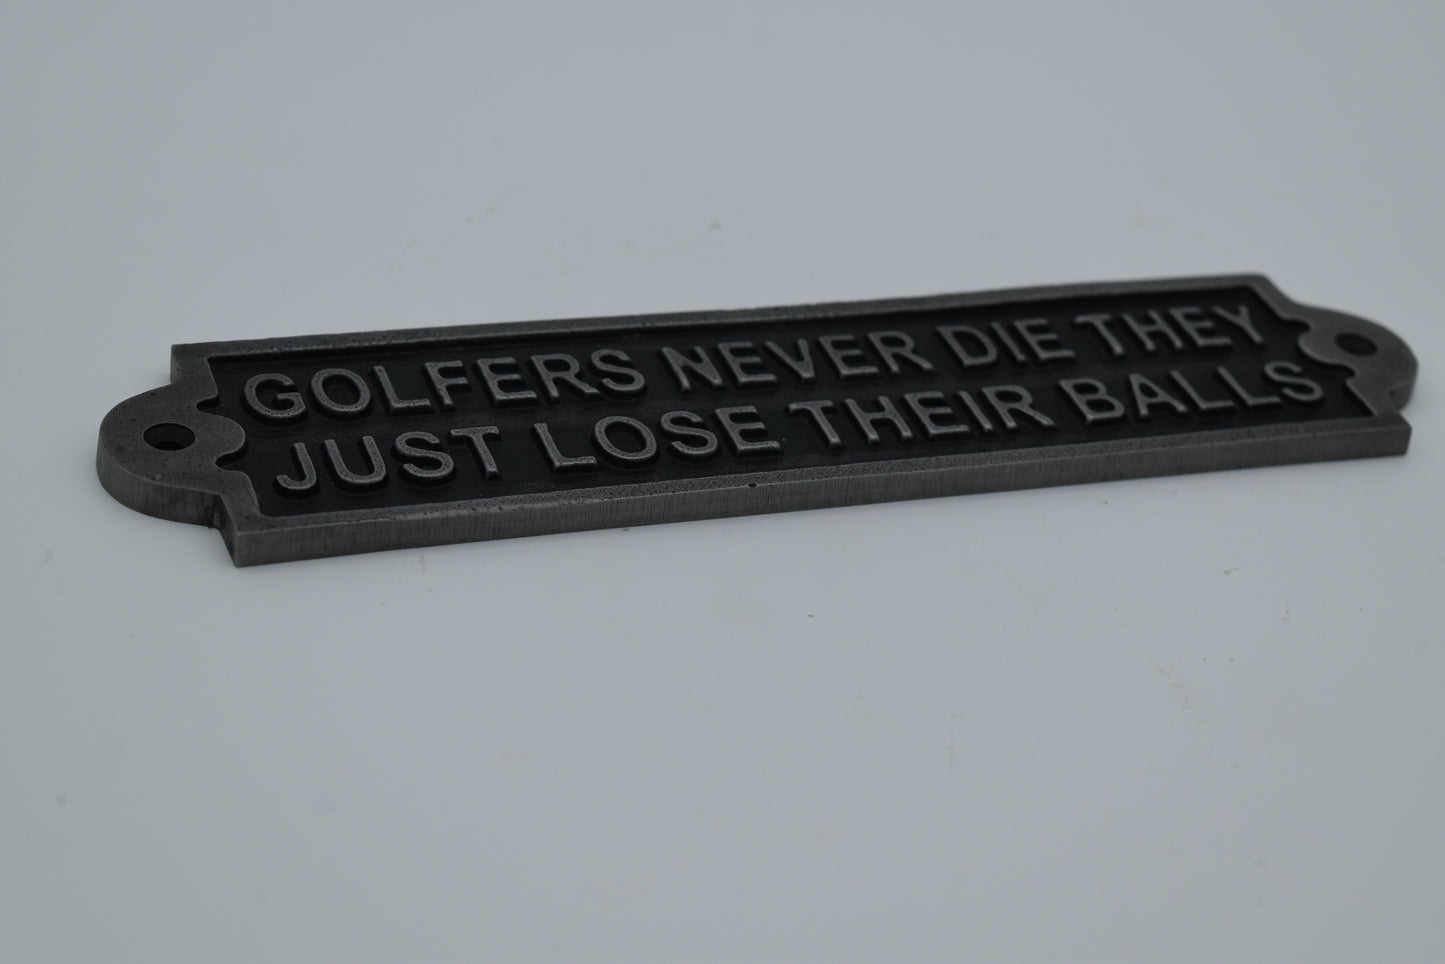 GOLFERS NEVER DIE THEY
JUST LOSE THEIR BALLS